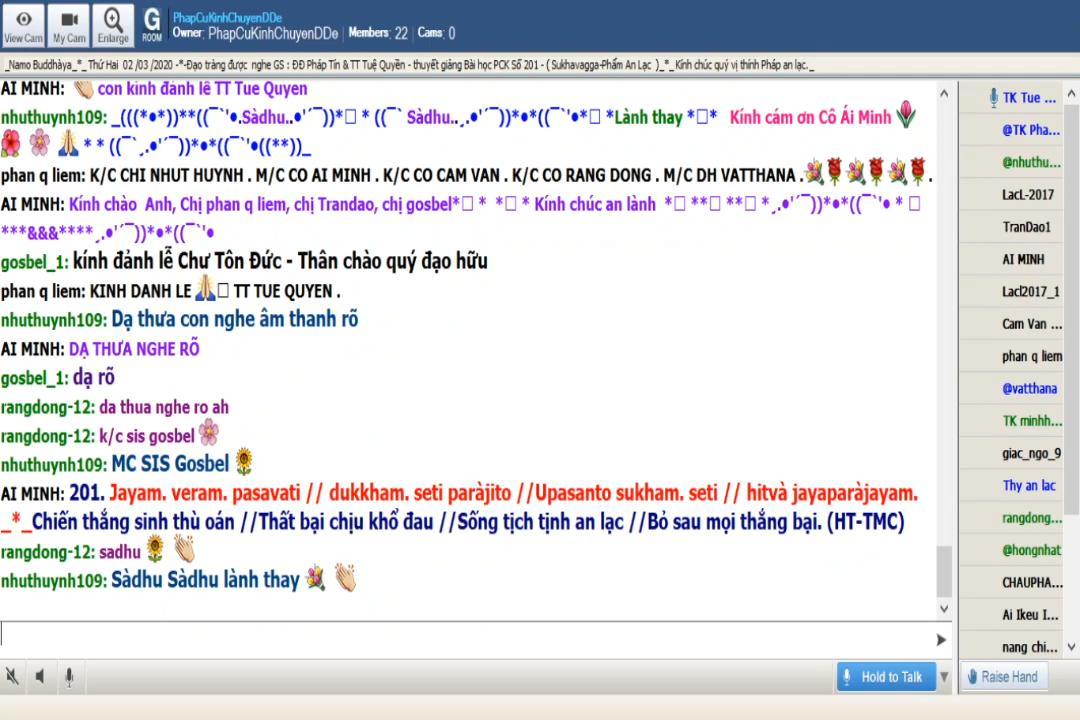 PhapCuKinhChuyenDDe
View Cam
My Cam
Enlarge
G ROOM
Owner: PhapCuKinhChuyenDDe | Members: 22 | Cams: 0
_Namo Buddhàya_*_ Thứ Hai 02 /03 /2020 -*-Đạo tràng được nghe GS : ĐĐ Pháp Tín & TT Tuệ Quyền - thuyết giảng Bài học PCK Số 201 - ( Sukhavagga-Phẩm An Lạc )_*_Kính chúc quý vị thính Pháp an lạc._
AI MINH: 👏 con kính đảnh lễ TT Tue Quyen
nhuthuynh109: _(((*•*))**((¯`'•.Sàdhu..•'´¯))*□ * ((¯` Sàdhu..¸.•'´¯))*•*((¯`'•*□ *Lành thay *□* Kính cám ơn Cô Ái Minh 🌷
🌺 🌸 🙏 * * ((¯`¸.•'´¯))*•*((¯`'•((**))_
phan q liem: K/C CHI NHUT HUYNH . M/C CO AI MINH . K/C CO CAM VAN . K/C CO RANG DONG . M/C DH VATTHANA .💐🌹💐🌹💐🌹.
AI MINH: Kính chào Anh, Chị phan q liem, chị Trandao, chị gosbel*□ * *□ * Kính chúc an lành *□ **□ **□ *¸.•'´¯))*•*((¯`'• * □
***&&&****¸.•'´¯))*•*((¯`'•
gosbel_1: kính đảnh lễ Chư Tôn Đức - Thân chào quý đạo hữu
phan q liem: KINH DANH LE 🙏□ TT TUE QUYEN .
nhuthuynh109: Dạ thưa con nghe âm thanh rõ
AI MINH: DẠ THƯA NGHE RÕ
gosbel_1: dạ rõ
rangdong-12: da thua nghe ro ah
rangdong-12: k/c sis gosbel 🌸
nhuthuynh109: MC SIS Gosbel 🌻
AI MINH: 201. Jayam. veram. pasavati // dukkham. seti paràjito //Upasanto sukham. seti // hitvà jayaparàjayam.
_*_Chiến thắng sinh thù oán //Thất bại chịu khổ đau //Sống tịch tịnh an lạc //Bỏ sau mọi thắng bại. (HT-TMC)
rangdong-12: sadhu 🌻 👏
nhuthuynh109: Sàdhu Sàdhu lành thay 💐 👏
Hold to Talk
TK Tue ...
@TK Pha...
@nhuthu...
LacL-2017
TranDao1
AI MINH
Lacl2017_1
Cam Van ...
phan q liem
@vatthana
TK minhh...
giac_ngo_9
Thy an lac
rangdong...
@hongnhat
CHAUPHA...
Ai Ikeu I...
nang chi...
Raise Hand